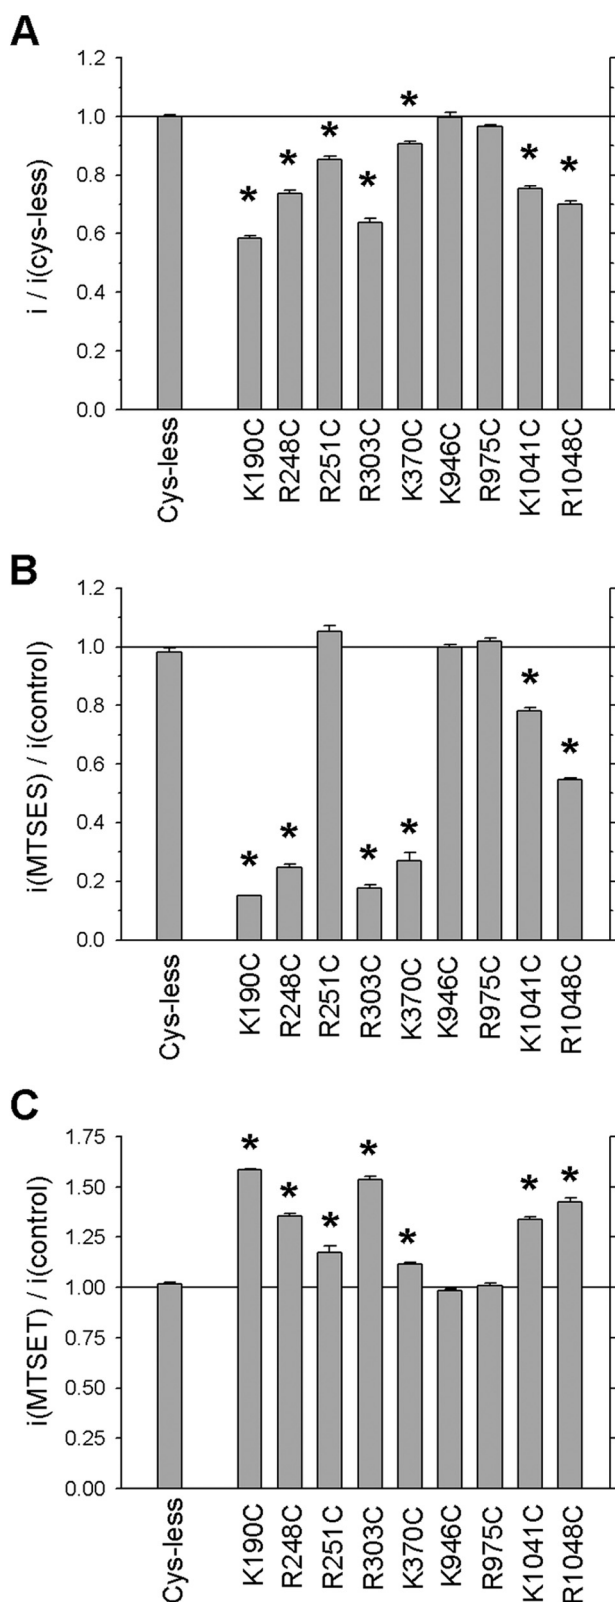 A
i / i(cys-less)
1.2
1.0
0.8
0.6
0.4
0.2
0.0
* * * * * * *
Cys-less K190C R248C R251C R303C K370C K946C R975C K1041C R1048C
B
i(MTSES) / i(control)
1.2
1.0
0.8
0.6
0.4
0.2
0.0
* * * * * *
Cys-less K190C R248C R251C R303C K370C K946C R975C K1041C R1048C
C
i(MTSET) / i(control)
1.75
1.50
1.25
1.00
0.75
0.50
0.25
0.00
* * * * * * *
Cys-less K190C R248C R251C R303C K370C K946C R975C K1041C R1048C